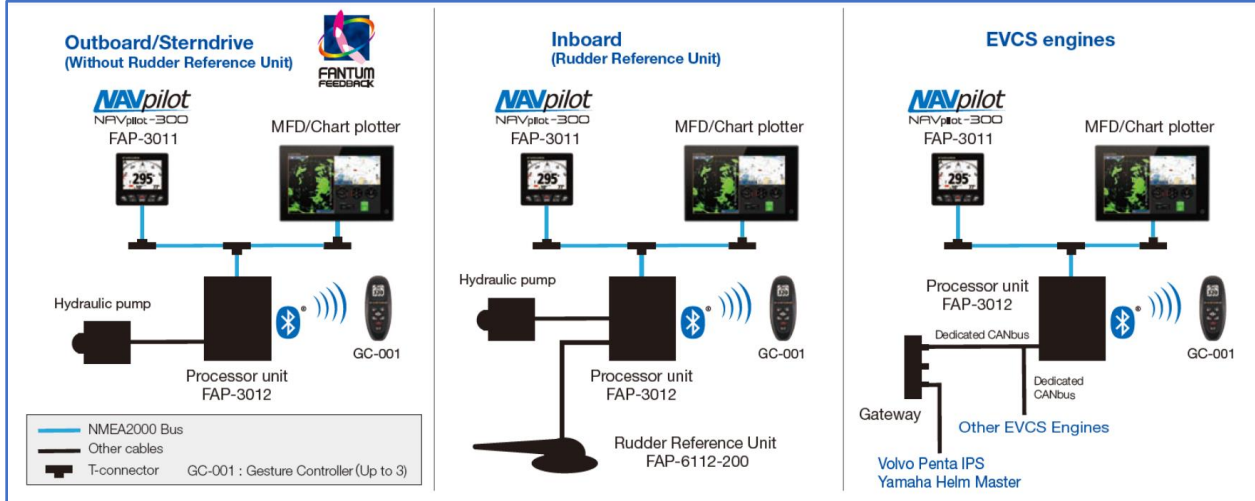 Outboard/Sterndrive
(Without Rudder Reference Unit)
FANTUM
FEEDBACK
NAVpilot
NAVpilot-300
FAP-3011
MFD/Chart plotter
295
Hydraulic pump
®
GC-001
Processor unit
FAP-3012
NMEA2000 Bus
Other cables
T-connector
GC-001 : Gesture Controller (Up to 3)
Inboard
(Rudder Reference Unit)
NAVpilot
NAVpilot-300
FAP-3011
MFD/Chart plotter
295
Hydraulic pump
®
GC-001
Processor unit
FAP-3012
Rudder Reference Unit
FAP-6112-200
EVCS engines
NAVpilot
NAVpilot-300
FAP-3011
MFD/Chart plotter
295
Processor unit
FAP-3012
®
GC-001
Dedicated CANbus
Dedicated
CANbus
Gateway
Other EVCS Engines
Volvo Penta IPS
Yamaha Helm Master